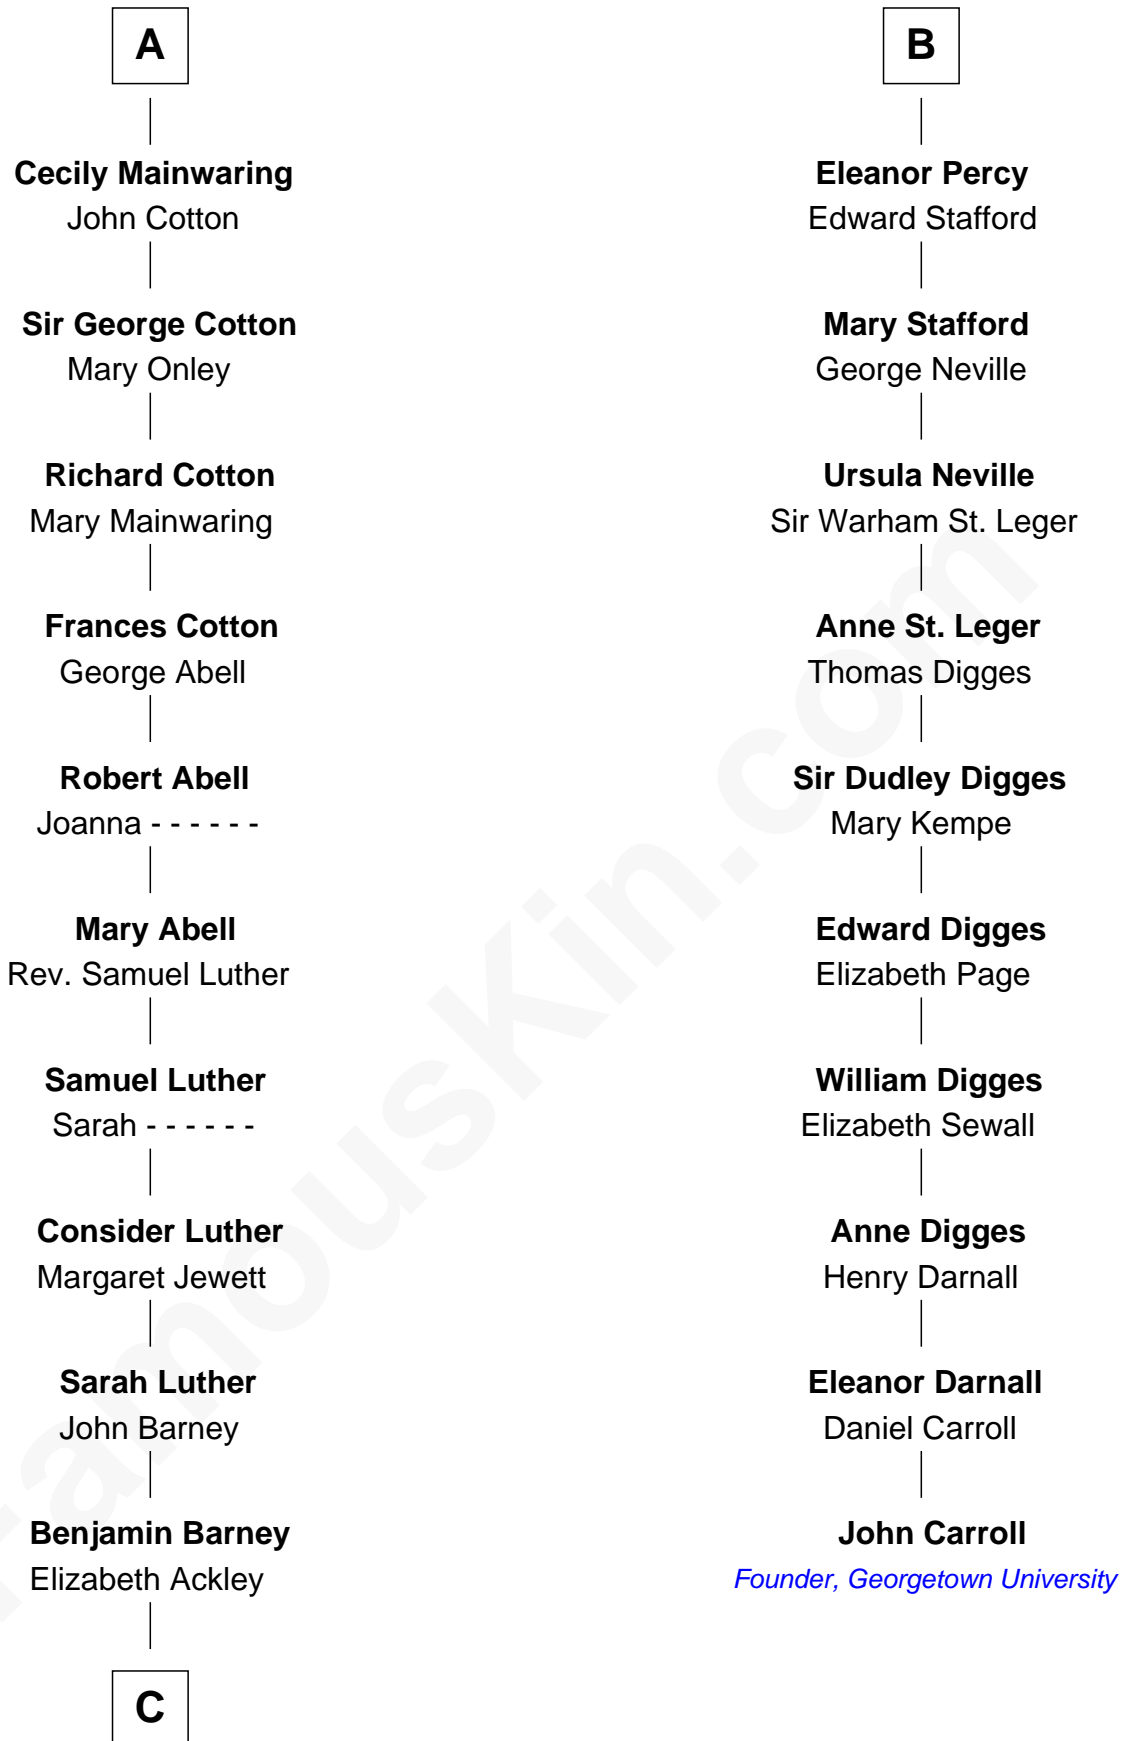 A
Cecily Mainwaring
John Cotton
Sir George Cotton
Mary Onley
Richard Cotton
Mary Mainwaring
Frances Cotton
George Abell
Robert Abell
Joanna - - - - - -
Mary Abell
Rev. Samuel Luther
Samuel Luther
Sarah - - - - - -
Consider Luther
Margaret Jewett
Sarah Luther
John Barney
Benjamin Barney
Elizabeth Ackley
C
B
Eleanor Percy
Edward Stafford
Mary Stafford
George Neville
Ursula Neville
Sir Warham St. Leger
Anne St. Leger
Thomas Digges
Sir Dudley Digges
Mary Kempe
Edward Digges
Elizabeth Page
William Digges
Elizabeth Sewall
Anne Digges
Henry Darnall
Eleanor Darnall
Daniel Carroll
John Carroll
Founder, Georgetown University
FamousKin.com